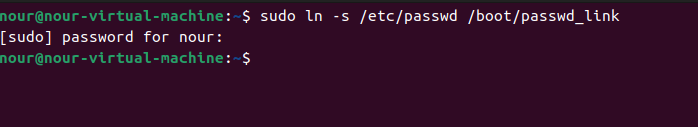 nour@nour-virtual-machine:~$ sudo ln -s /etc/passwd /boot/passwd_link
[sudo] password for nour:
nour@nour-virtual-machine:~$